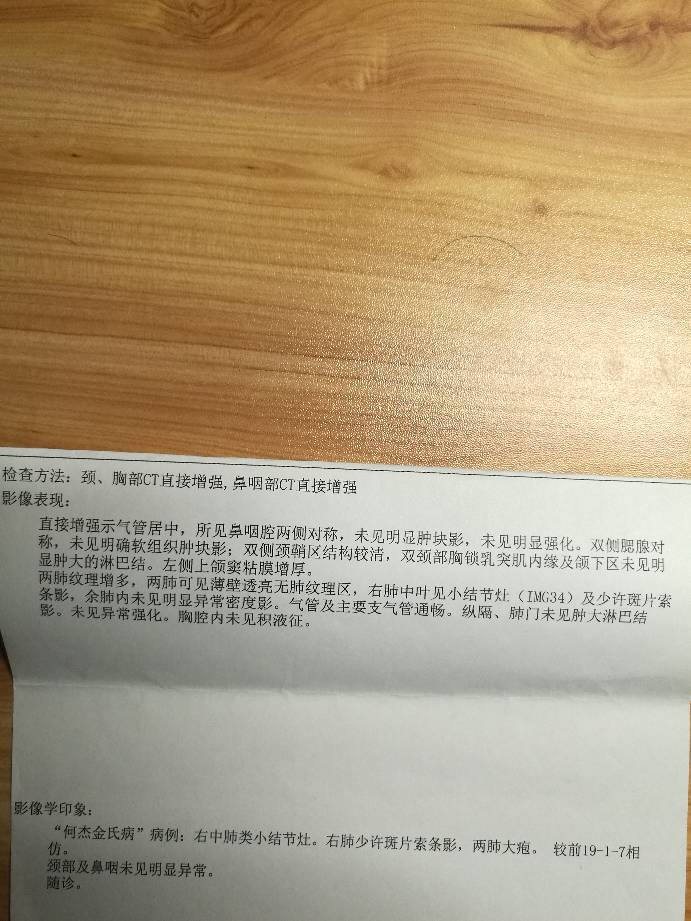 检查方法：颈、胸部CT直接增强,鼻咽部CT直接增强
影像表现：
直接增强示气管居中，所见鼻咽腔两侧对称，未见明显肿块影，未见明显强化。双侧腮腺对
称，未见明确软组织肿块影；双侧颈鞘区结构较清，双颈部胸锁乳突肌内缘及颌下区未见明
显肿大的淋巴结。左侧上颌窦粘膜增厚。
两肺纹理增多，两肺可见薄壁透亮无肺纹理区，右肺中叶见小结节灶（IMG34）及少许斑片索
条影，余肺内未见明显异常密度影。气管及主要支气管通畅。纵隔、肺门未见肿大淋巴结
影。未见异常强化。胸腔内未见积液征。
影像学印象：
“何杰金氏病”病例：右中肺类小结节灶。右肺少许斑片索条影，两肺大疱。 较前19-1-7相
仿。
颈部及鼻咽未见明显异常。
随诊。